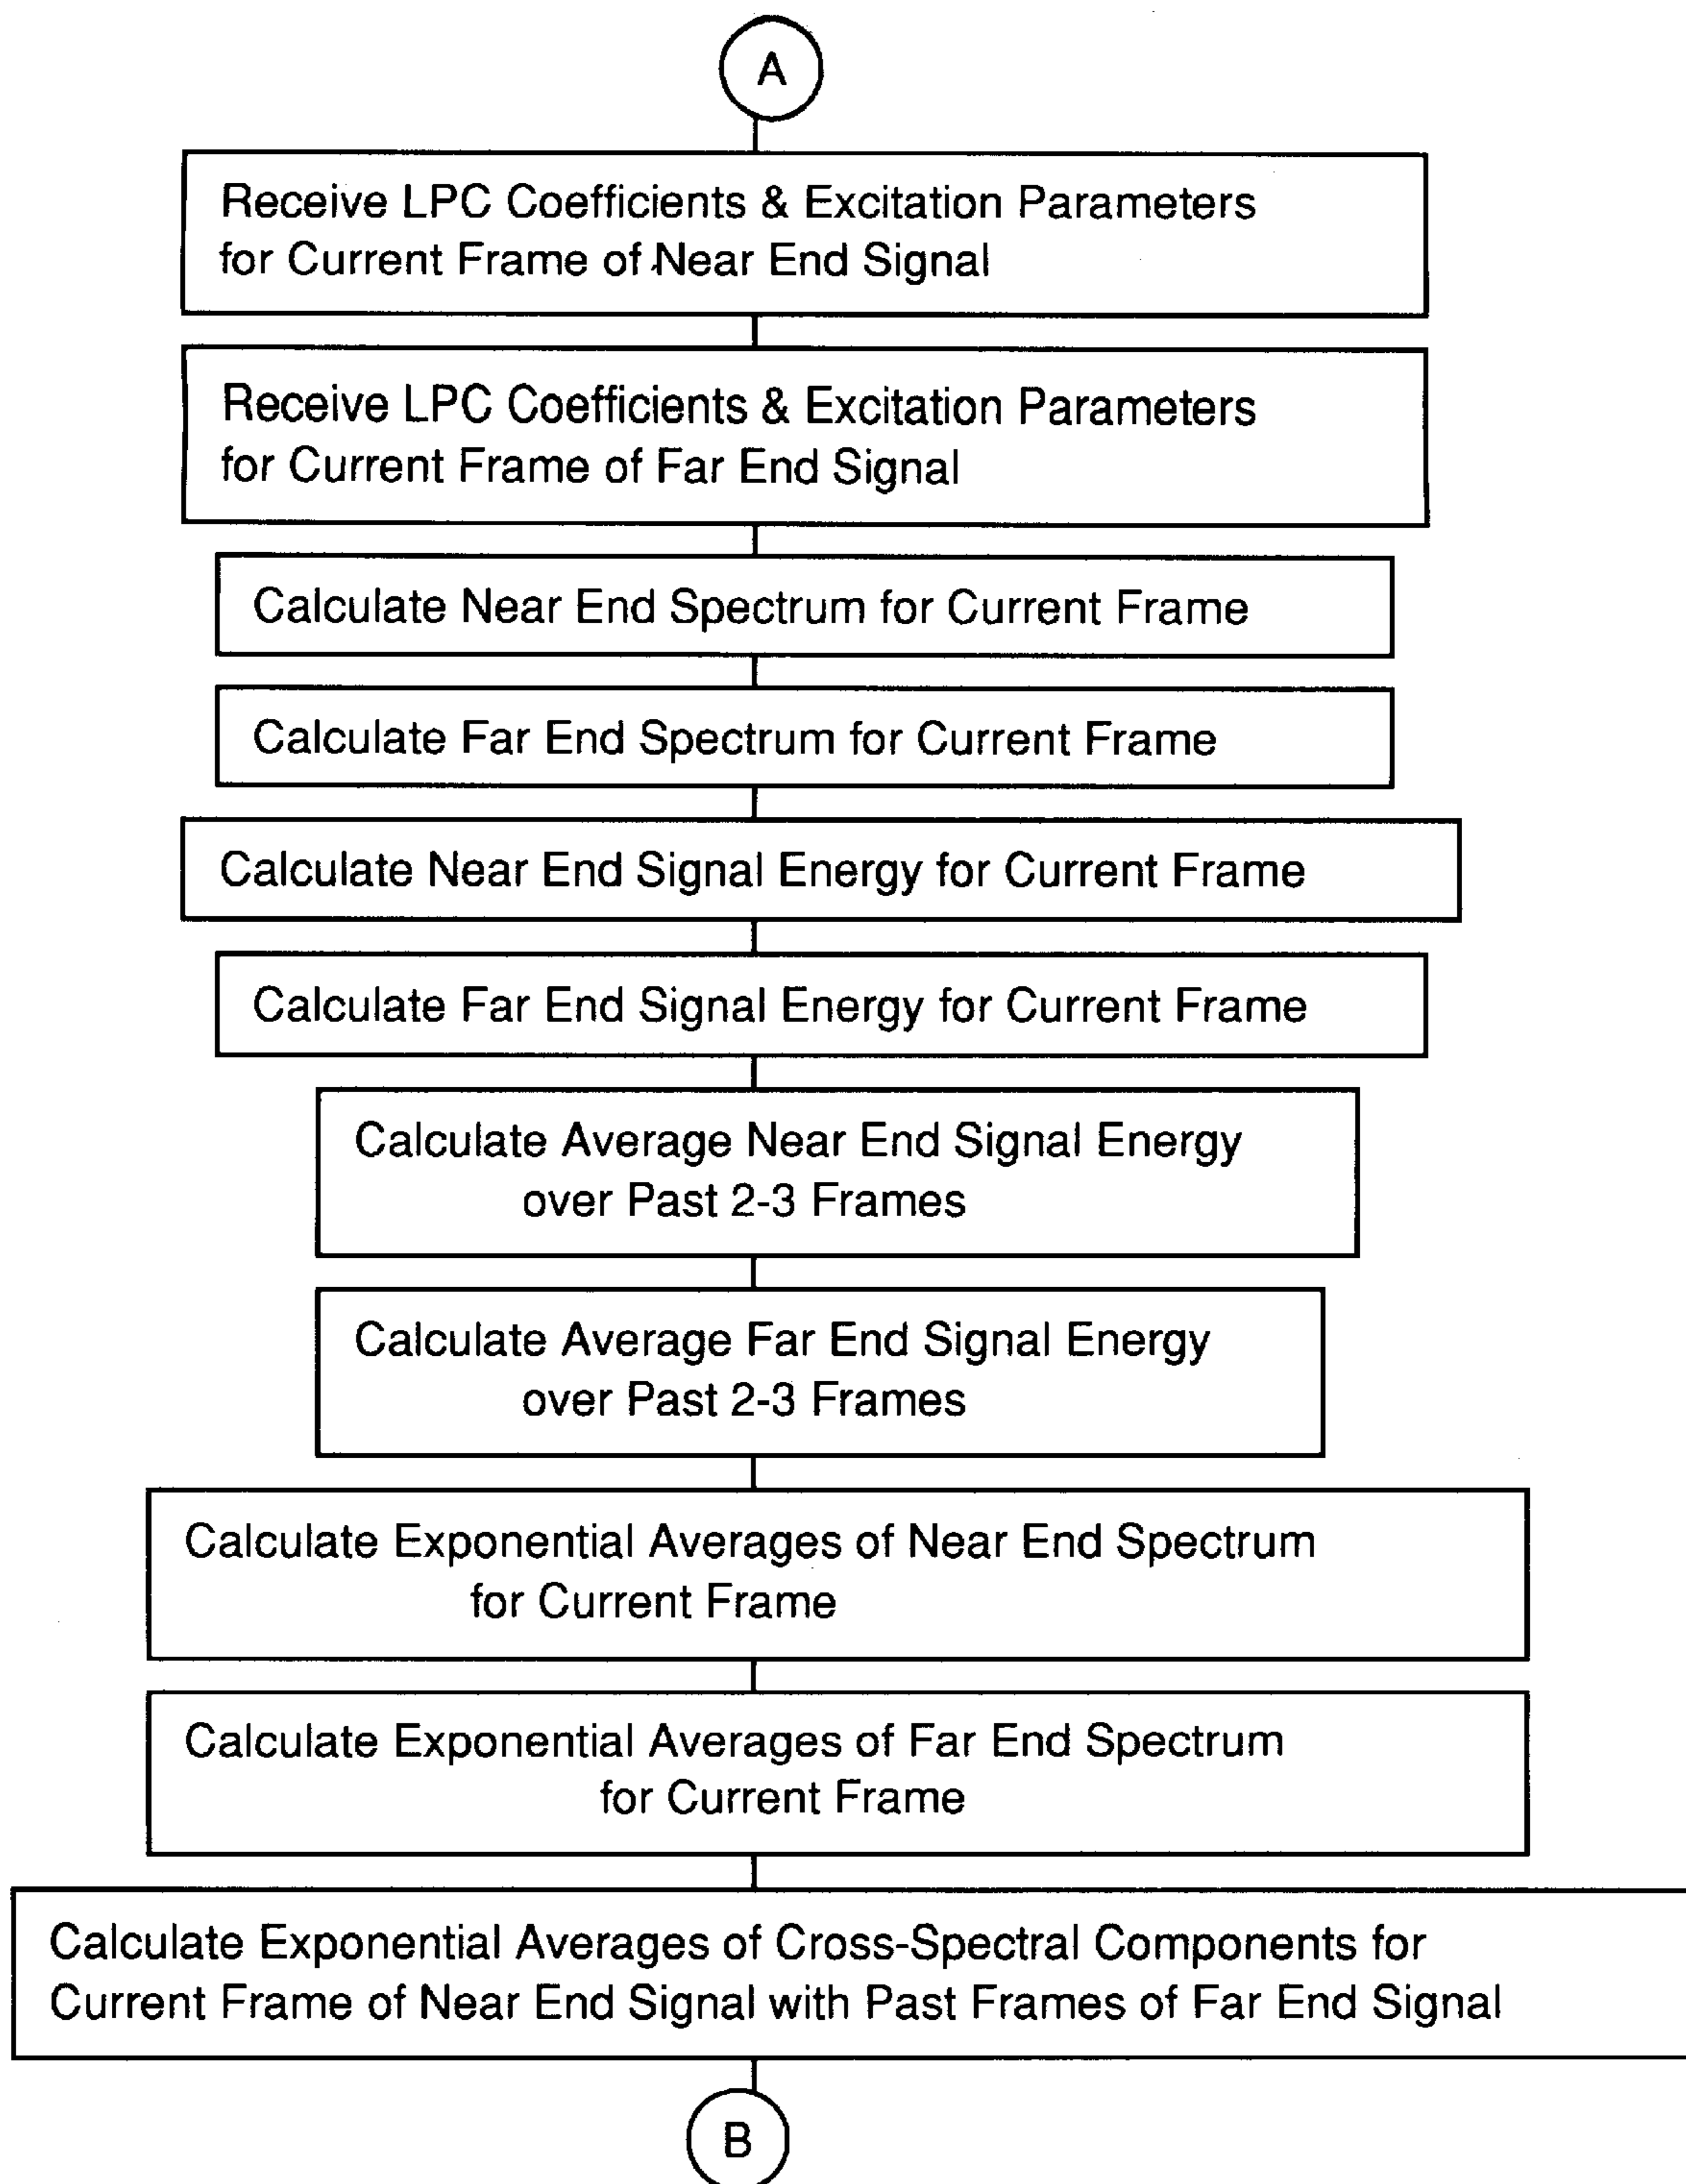 A
Receive LPC Coefficients & Excitation Parameters
for Current Frame of Near End Signal
Receive LPC Coefficients & Excitation Parameters
for Current Frame of Far End Signal
Calculate Near End Spectrum for Current Frame
Calculate Far End Spectrum for Current Frame
Calculate Near End Signal Energy for Current Frame
Calculate Far End Signal Energy for Current Frame
Calculate Average Near End Signal Energy
over Past 2-3 Frames
Calculate Average Far End Signal Energy
over Past 2-3 Frames
Calculate Exponential Averages of Near End Spectrum
for Current Frame
Calculate Exponential Averages of Far End Spectrum
for Current Frame
Calculate Exponential Averages of Cross-Spectral Components for
Current Frame of Near End Signal with Past Frames of Far End Signal
B